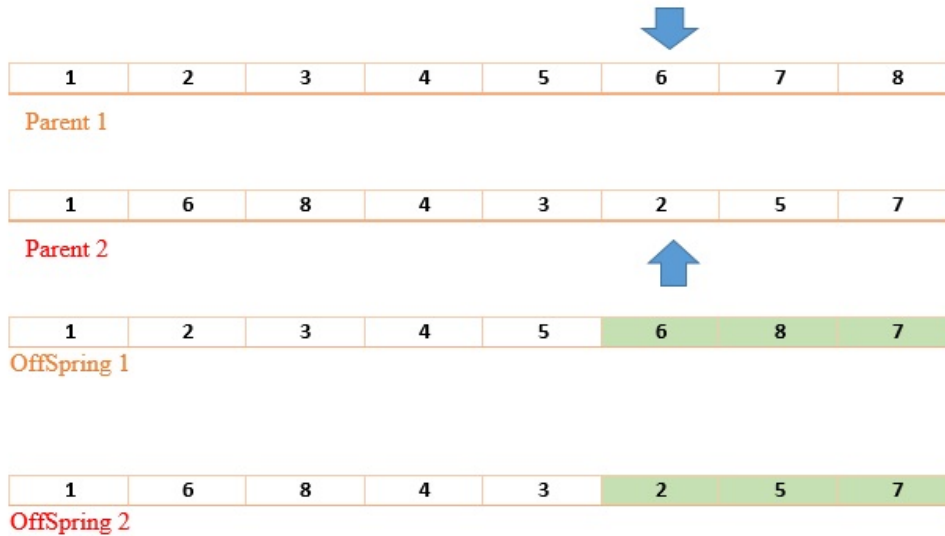 1 2 3 4 5 6 7 8
Parent 1
1 6 8 4 3 2 5 7
Parent 2
1 2 3 4 5 6 8 7
OffSpring 1
1 6 8 4 3 2 5 7
OffSpring 2